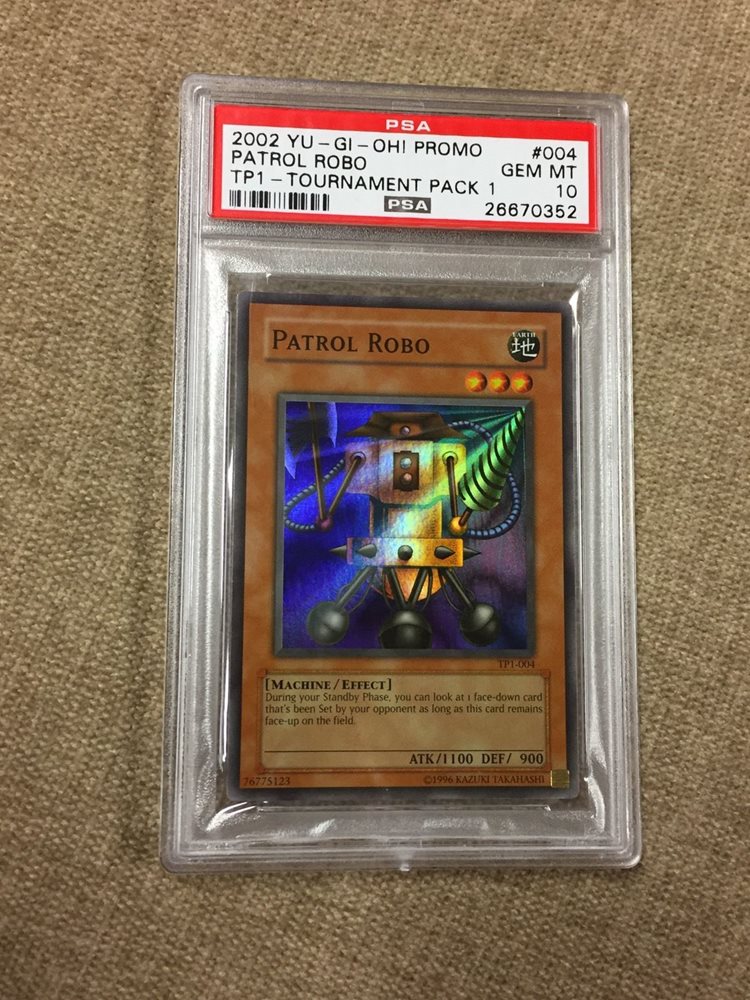 PSA
2002 YU-GI-OH! PROMO #004
PATROL ROBO GEM MT
TP1-TOURNAMENT PACK 1 10
PSA 26670352
PATROL ROBO
EARTH
地
TP1-004
[MACHINE/EFFECT]
During your Standby Phase, you can look at 1 face-down card
that's been Set by your opponent as long as this card remains
face-up on the field.
ATK/1100 DEF/ 900
76775123 ©1996 KAZUKI TAKAHASHI